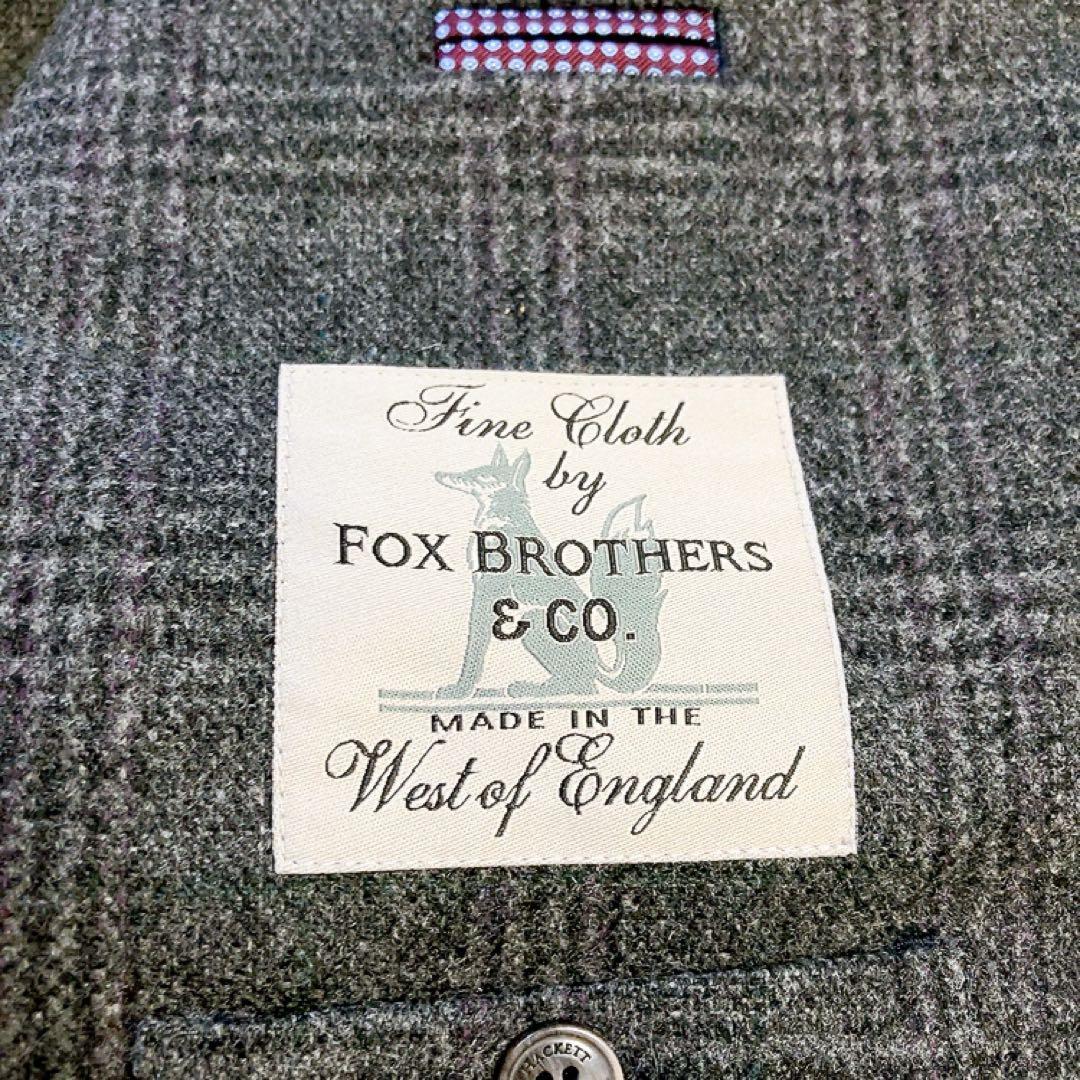 Fine Cloth
by
FOX BROTHERS
& CO.
MADE IN THE
West of England
HACKETT